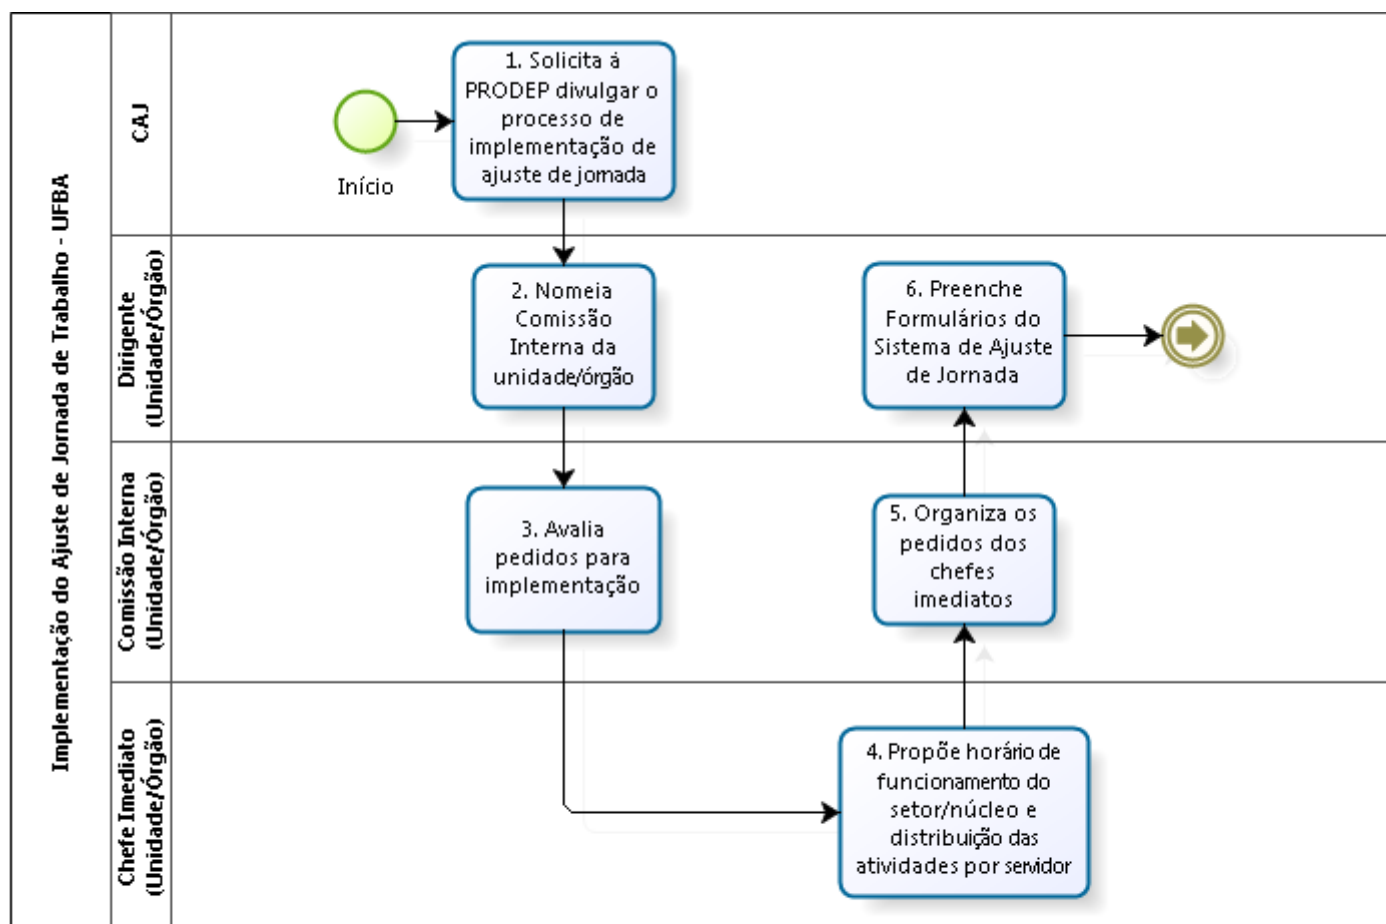 Implementação do Ajuste de Jornada de Trabalho - UFBA
CAJ
Início
1. Solicita à
PRODEP divulgar o
processo de
implementação de
ajuste de jornada
Dirigente
(Unidade/Órgão)
2. Nomeia
Comissão
Interna da
unidade/órgão
6. Preenche
Formulários do
Sistema de Ajuste
de Jornada
Comissão Interna
(Unidade/Órgão)
3. Avalia
pedidos para
implementação
5. Organiza os
pedidos dos
chefes
imediatos
Chefe Imediato
(Unidade/Órgão)
4. Propõe horário de
funcionamento do
setor/núcleo e
distribuição das
atividades por servidor